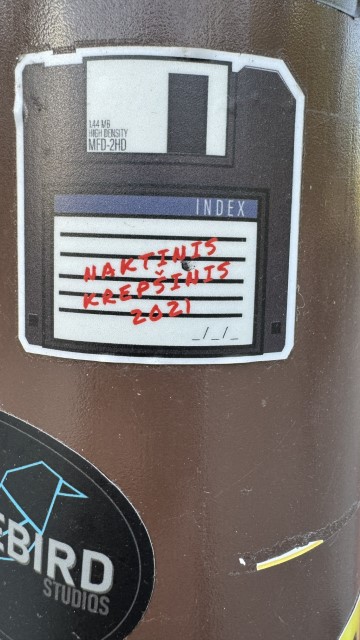 1.44 MB
HIGH DENSITY
MFD-2HD
INDEX
NAKTINIS
KREPŠINIS
2021
_/_/_
EBIRD
STUDIOS